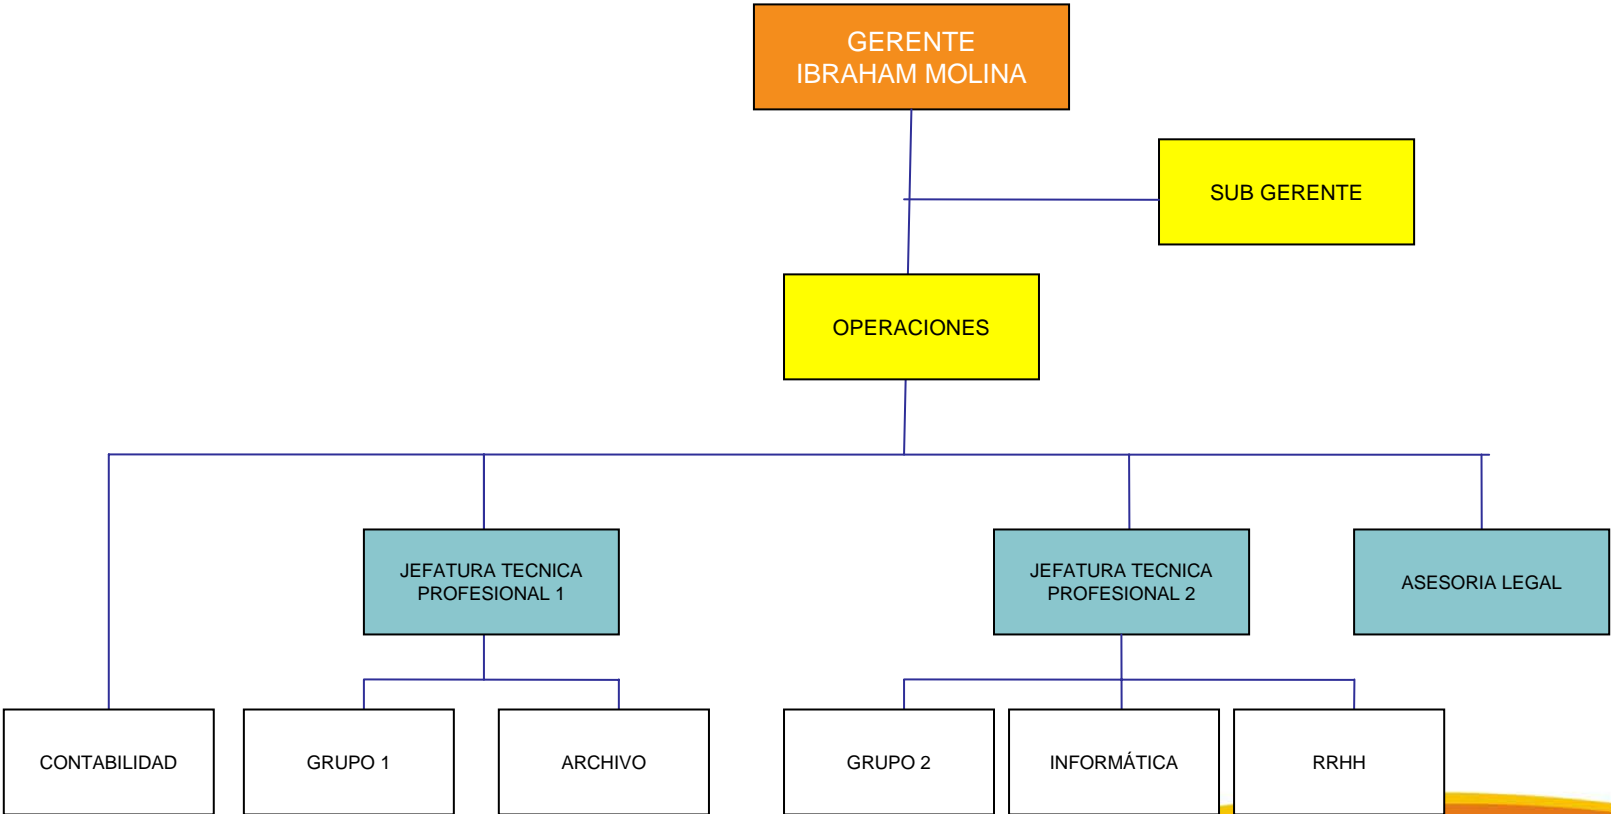 GERENTE
IBRAHAM MOLINA
SUB GERENTE
OPERACIONES
JEFATURA TECNICA
PROFESIONAL 1
JEFATURA TECNICA
PROFESIONAL 2
ASESORIA LEGAL
CONTABILIDAD
GRUPO 1
ARCHIVO
GRUPO 2
INFORMÁTICA
RRHH